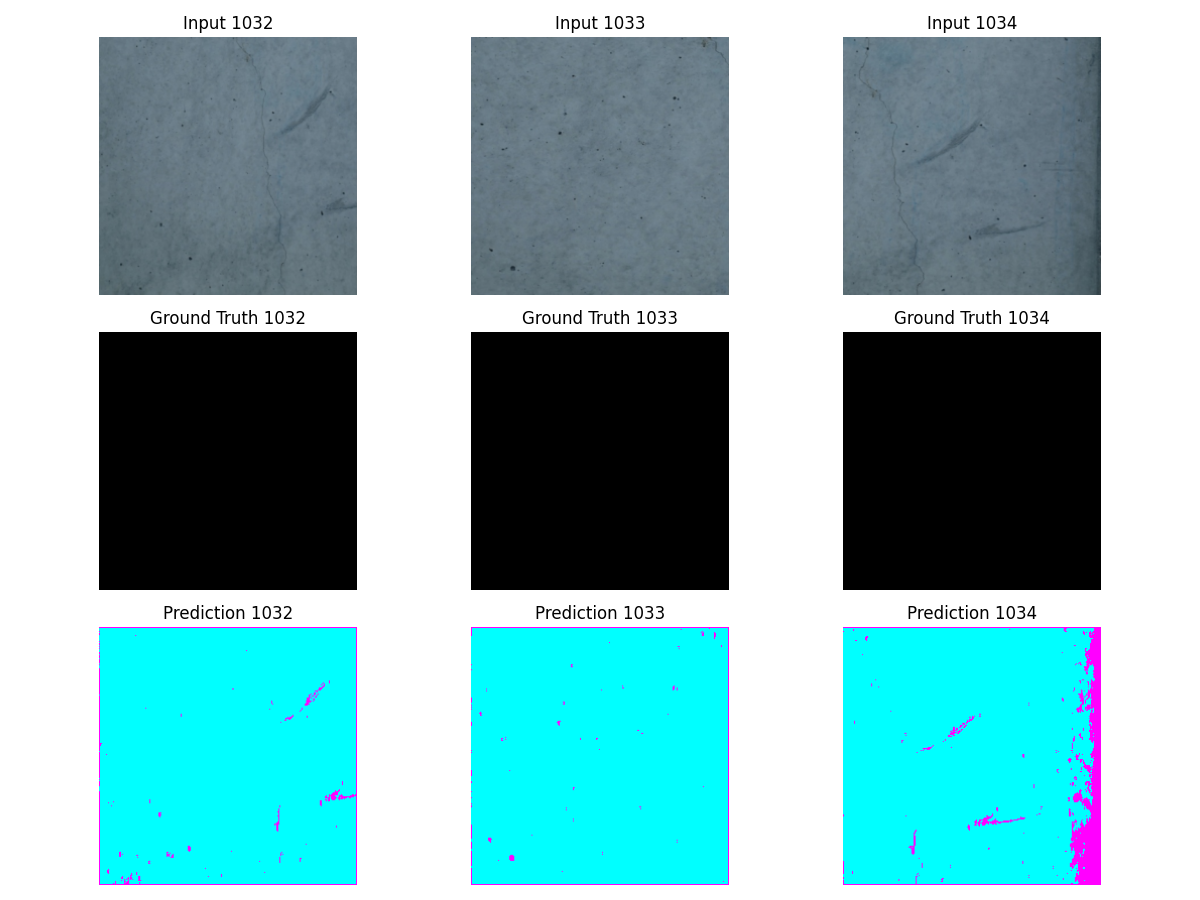 Input 1032
Input 1033
Input 1034
Ground Truth 1032
Ground Truth 1033
Ground Truth 1034
Prediction 1032
Prediction 1033
Prediction 1034